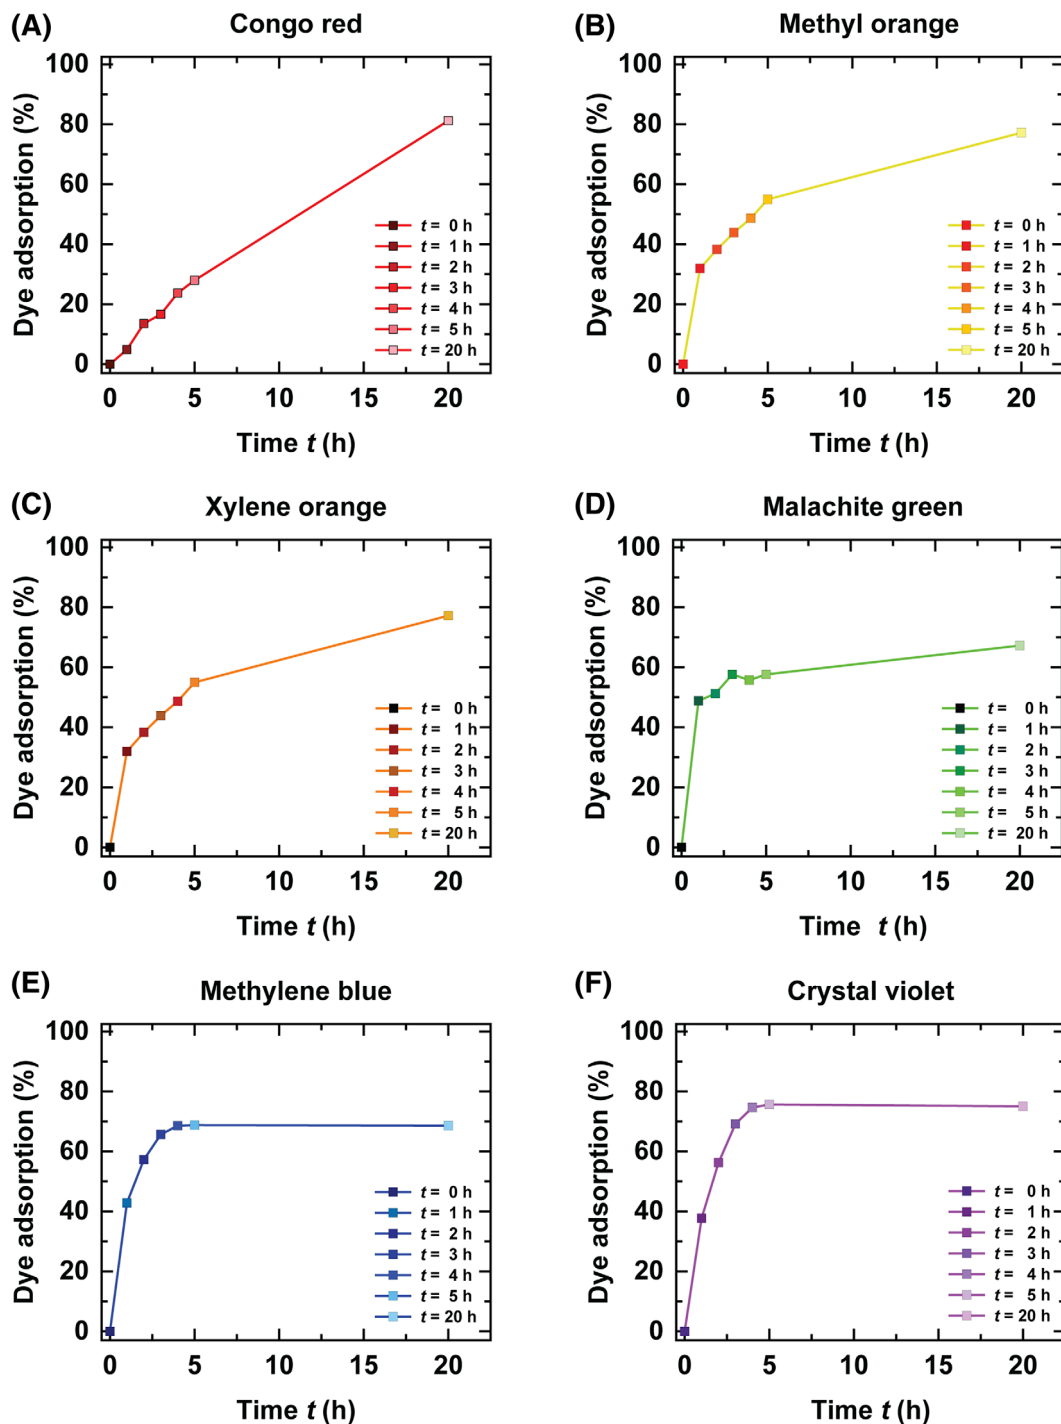 (A) Congo red
Dye adsorption (%)
100
80
60
40
20
0
t = 0 h
t = 1 h
t = 2 h
t = 3 h
t = 4 h
t = 5 h
t = 20 h
0 5 10 15 20
Time t (h)
(B) Methyl orange
Dye adsorption (%)
100
80
60
40
20
0
t = 0 h
t = 1 h
t = 2 h
t = 3 h
t = 4 h
t = 5 h
t = 20 h
0 5 10 15 20
Time t (h)
(C) Xylene orange
Dye adsorption (%)
100
80
60
40
20
0
t = 0 h
t = 1 h
t = 2 h
t = 3 h
t = 4 h
t = 5 h
t = 20 h
0 5 10 15 20
Time t (h)
(D) Malachite green
Dye adsorption (%)
100
80
60
40
20
0
t = 0 h
t = 1 h
t = 2 h
t = 3 h
t = 4 h
t = 5 h
t = 20 h
0 5 10 15 20
Time t (h)
(E) Methylene blue
Dye adsorption (%)
100
80
60
40
20
0
t = 0 h
t = 1 h
t = 2 h
t = 3 h
t = 4 h
t = 5 h
t = 20 h
0 5 10 15 20
Time t (h)
(F) Crystal violet
Dye adsorption (%)
100
80
60
40
20
0
t = 0 h
t = 1 h
t = 2 h
t = 3 h
t = 4 h
t = 5 h
t = 20 h
0 5 10 15 20
Time t (h)